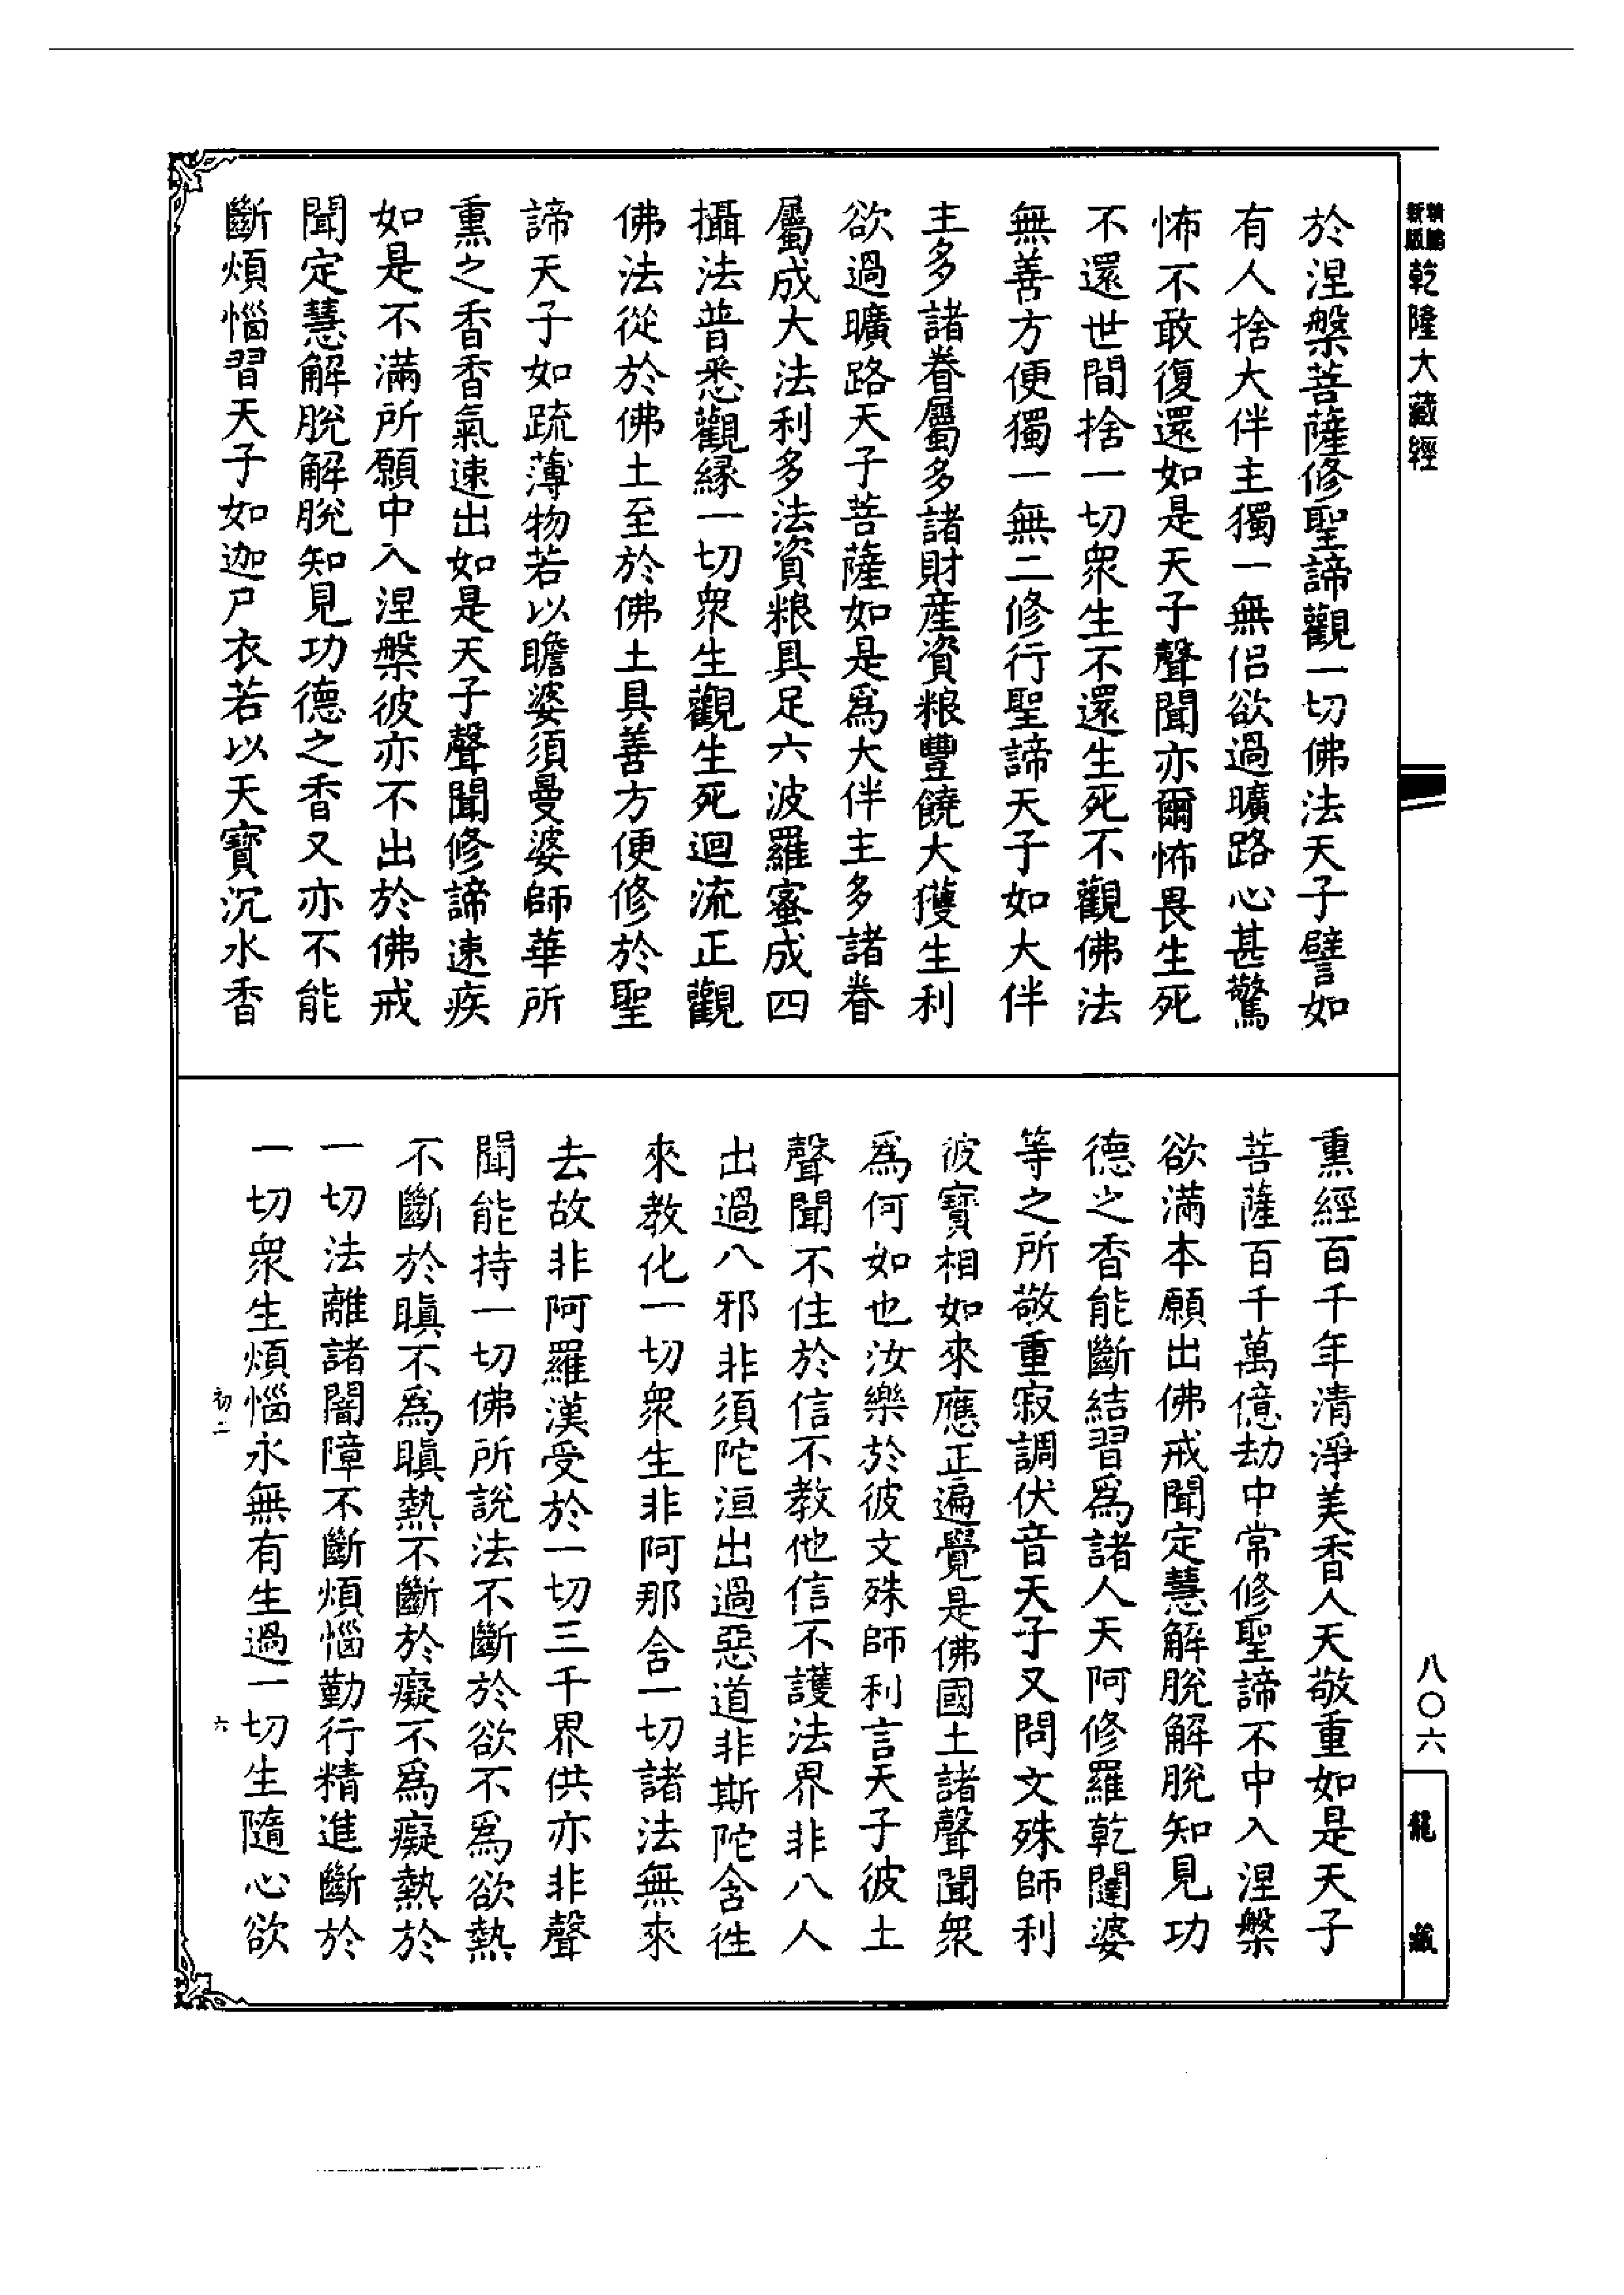 新版
乾隆大藏經
於涅槃菩薩修聖諦觀一切佛法天子譬如
有人捨大伴主獨一無侶欲過曠路心甚驚
怖不敢復還如是天子聲聞亦爾怖畏生死
不還世間捨一切衆生不還生死不觀佛法
無善方便獨一無二修行聖諦天子如大伴
主多諸眷屬多諸財産資粮豐饒大獲生利
欲過曠路天子菩薩如是爲大伴主多諸眷
屬成大法利多法資粮具足六波羅蜜成四
攝法普悉觀緣一切衆生觀生死迴流正觀
佛法從於佛土至於佛土具善方便修於聖
諦天子如疏薄物若以瞻婆須曼婆師華所
熏之香香氣速出如是天子聲聞修諦速疾
如是不滿所願中入涅槃彼亦不出於佛戒
聞定慧解脫解脫知見功德之香又亦不能
斷煩惱習天子如迦尸衣若以天寶沉水香
熏經百千年清淨美香人天敬重如是天子
菩薩百千萬億劫中常修聖諦不中入涅槃
欲滿本願出佛戒聞定慧解脫解脫知見功
德之香能斷結習爲諸人天阿修羅乾闥婆
等之所敬重寂調伏音天子又問文殊師利
彼寶相如來應正遍覺是佛國土諸聲聞衆
爲何如也汝樂於彼文殊師利言天子彼土
聲聞不住於信不教他信不護法界非八人
出過八邪非須陀洹出過惡道非斯陀含徃
來教化一切衆生非阿那含一切諸法無來
去故非阿羅漢受於一切三千界供亦非聲
聞能持一切佛所說法不斷於欲不爲欲熱
不斷於瞋不爲瞋熱不斷於癡不爲癡熱於
一切法離諸闇障不斷煩惱勤行精進斷於
一切衆生煩惱永無有生過一切生隨心欲
初二
六
八〇六
龍藏